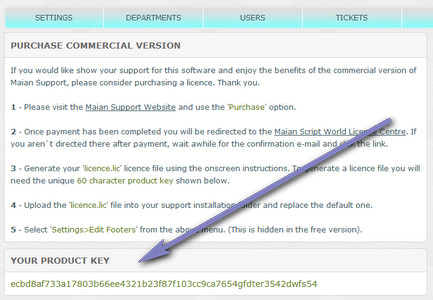 SETTINGS DEPARTMENTS USERS TICKETS
PURCHASE COMMERCIAL VERSION
If you would like show your support for this software and enjoy the benefits of the commercial version of
Maian Support, please consider purchasing a licence. Thank you.
1 - Please visit the Maian Support Website and use the 'Purchase' option.
2 - Once payment has been completed you will be redirected to the Maian Script World Licence Centre. If
you aren`t directed there after payment, wait awhile for the confirmation e-mail and click the link.
3 - Generate your 'licence.lic' licence file using the onscreen instructions. To generate a licence file you will
need the unique 60 character product key shown below.
4 - Upload the 'licence.lic' file into your support installation folder and replace the default one.
5 - Select 'Settings>Edit Footers' from the above menu. (This is hidden in the free version).
YOUR PRODUCT KEY
ecbd8af733a17803b66ee4321b23f87f103cc9ca7654gfdter3542dwfs54